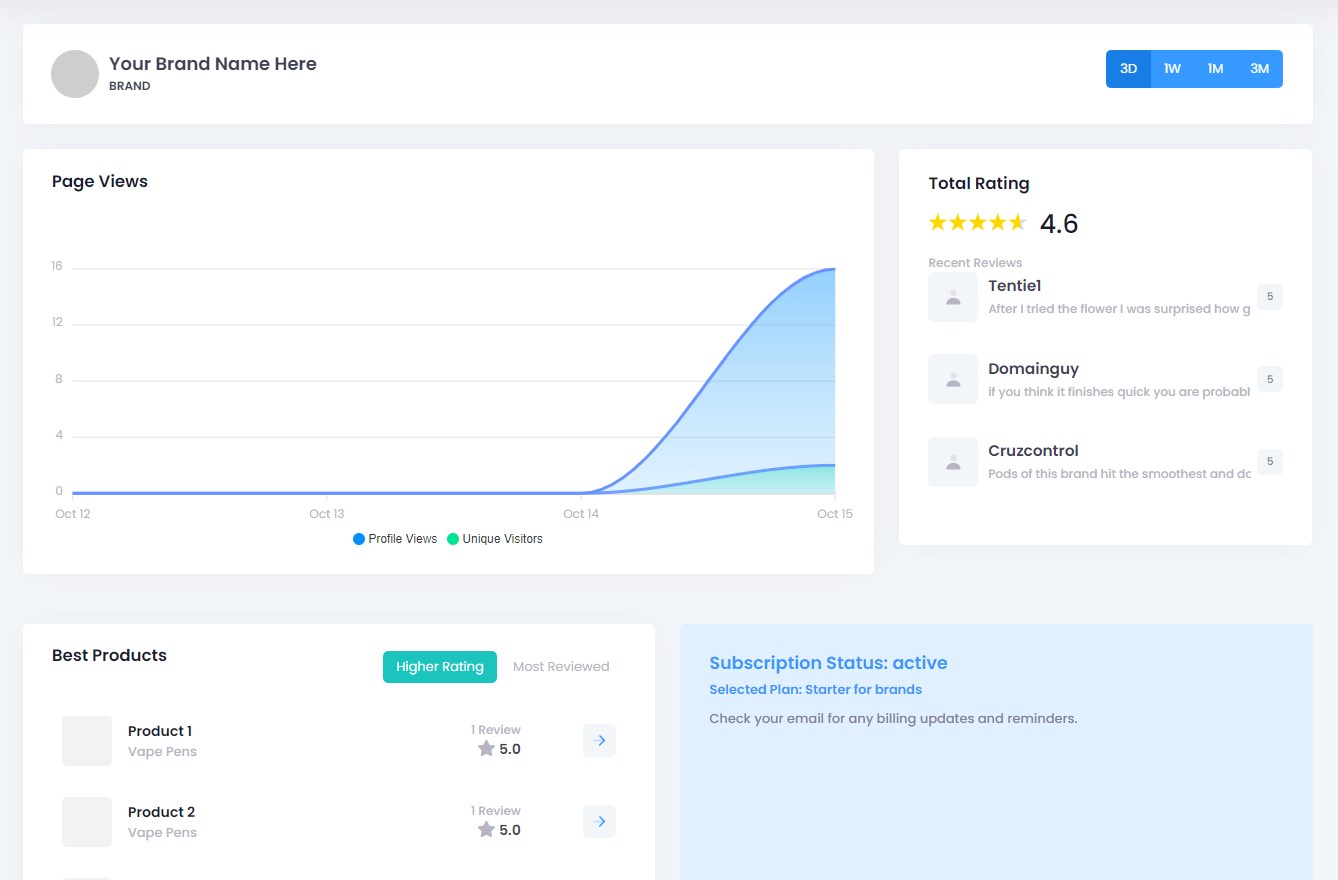 Your Brand Name Here
BRAND
3D 1W 1M 3M
Page Views
16
12
8
4
0
Oct 12 Oct 13 Oct 14 Oct 15
Profile Views Unique Visitors
Total Rating
4.6
Recent Reviews
Tentie1
After I tried the flower I was surprised how g
5
Domainguy
if you think it finishes quick you are probabl
5
Cruzcontrol
Pods of this brand hit the smoothest and do
5
Best Products
Higher Rating Most Reviewed
Product 1
Vape Pens
1 Review
5.0
Product 2
Vape Pens
1 Review
5.0
Subscription Status: active
Selected Plan: Starter for brands
Check your email for any billing updates and reminders.